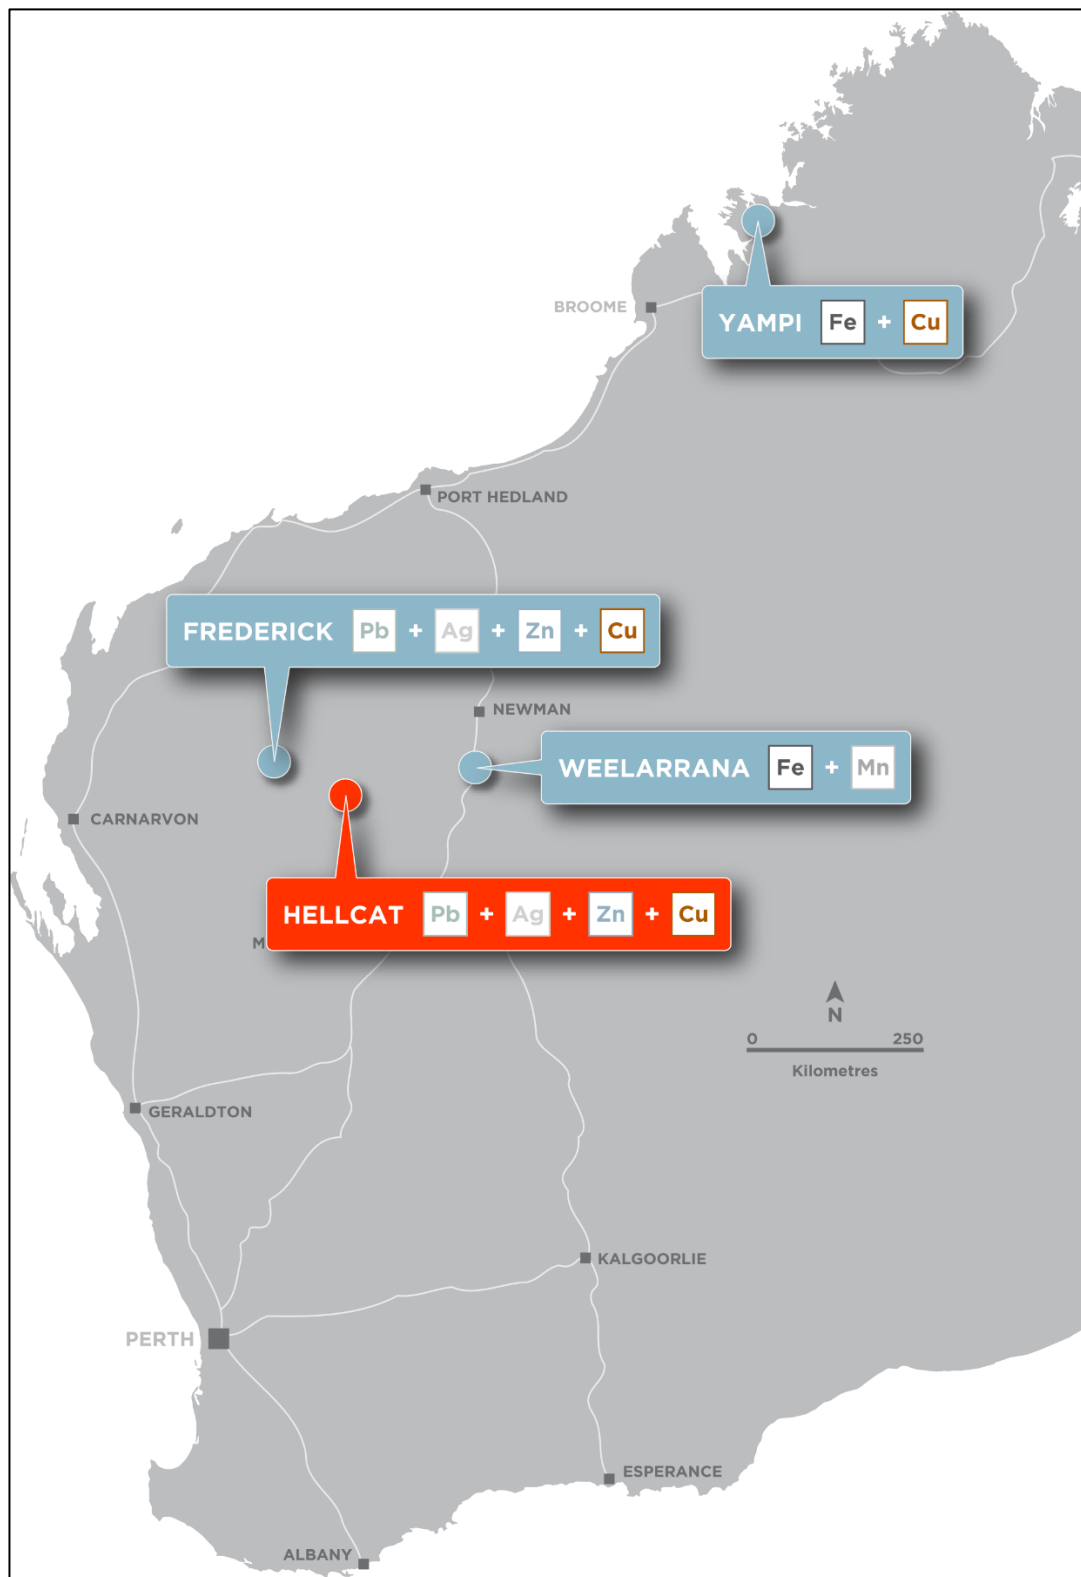 BROOME
YAMPI Fe + Cu
PORT HEDLAND
FREDERICK Pb + Ag + Zn + Cu
NEWMAN
WEELARRANA Fe + Mn
CARNARVON
HELLCAT Pb + Ag + Zn + Cu
N
0 250
Kilometres
GERALDTON
KALGOORLIE
PERTH
ESPERANCE
ALBANY